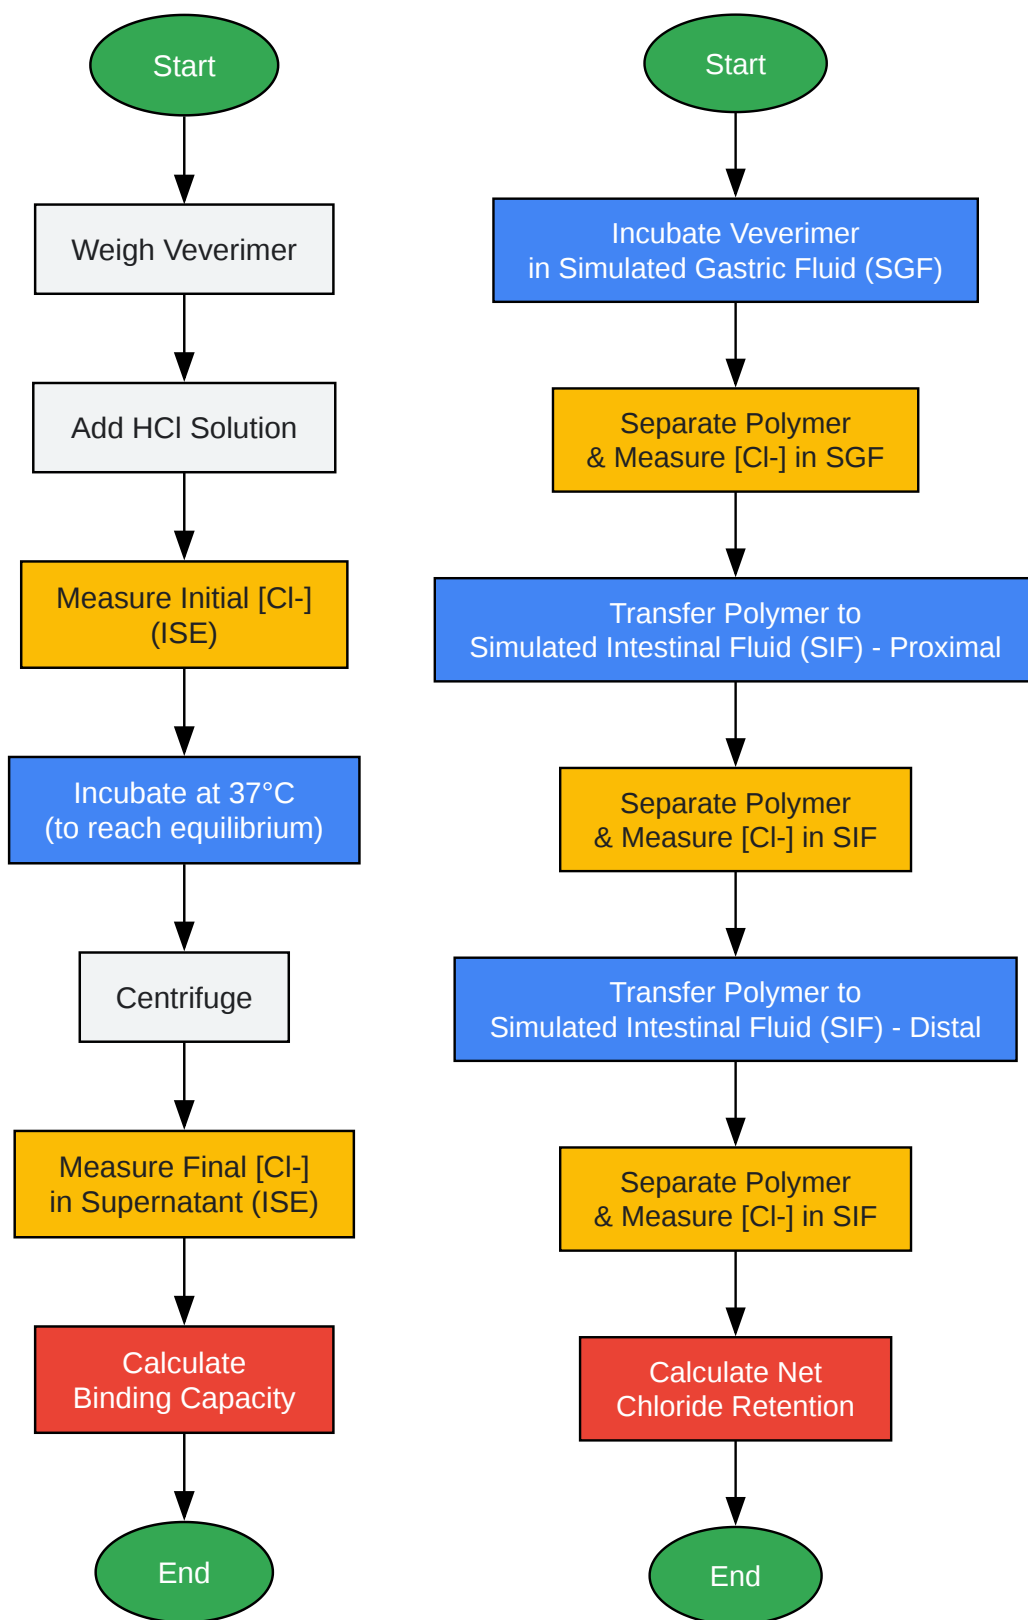 Start
Weigh Veverimer
Add HCl Solution
Measure Initial [Cl-]
(ISE)
Incubate at 37°C
(to reach equilibrium)
Centrifuge
Measure Final [Cl-]
in Supernatant (ISE)
Calculate
Binding Capacity
End
Start
Incubate Veverimer
in Simulated Gastric Fluid (SGF)
Separate Polymer
& Measure [Cl-] in SGF
Transfer Polymer to
Simulated Intestinal Fluid (SIF) - Proximal
Separate Polymer
& Measure [Cl-] in SIF
Transfer Polymer to
Simulated Intestinal Fluid (SIF) - Distal
Separate Polymer
& Measure [Cl-] in SIF
Calculate Net
Chloride Retention
End